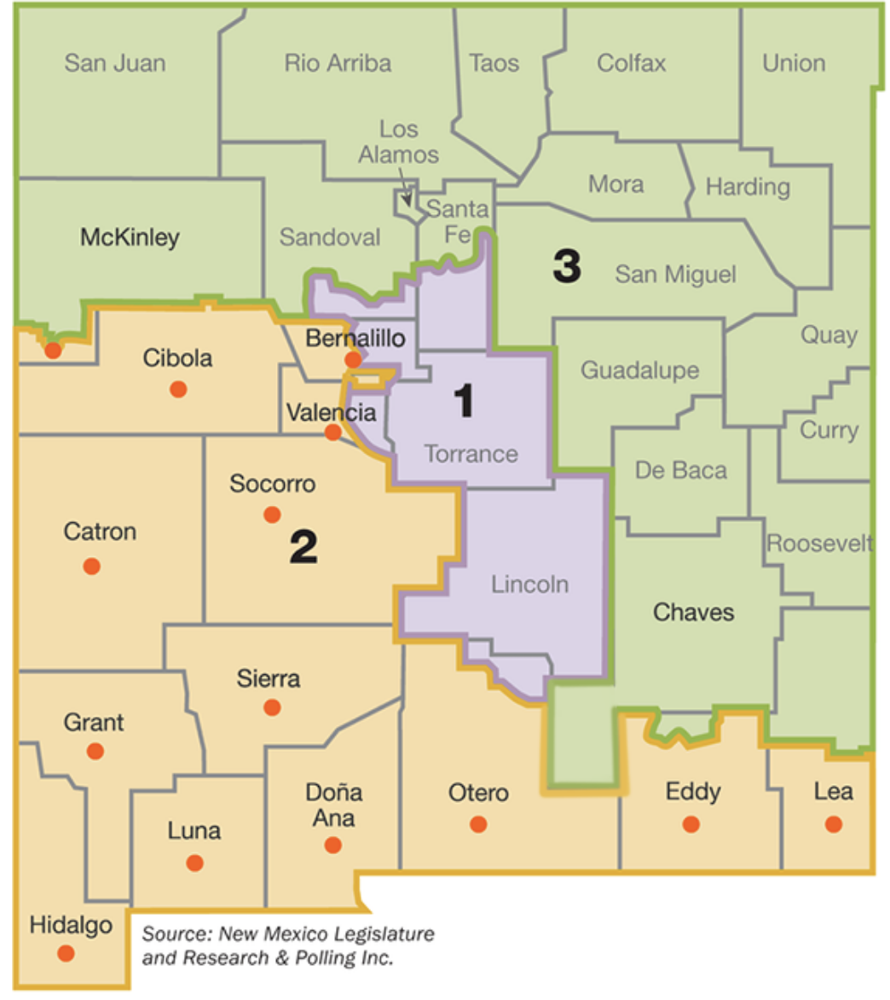 San Juan
Rio Arriba
Taos
Colfax
Union
Los
Alamos
Mora
Harding
Santa
Fe
McKinley
Sandoval
3
San Miguel
Bernalillo
Quay
Cibola
Guadalupe
1
Valencia
Curry
Torrance
De Baca
Socorro
Catron
2
Roosevelt
Lincoln
Chaves
Sierra
Grant
Doña
Ana
Otero
Eddy
Lea
Luna
Hidalgo
Source: New Mexico Legislature
and Research & Polling Inc.